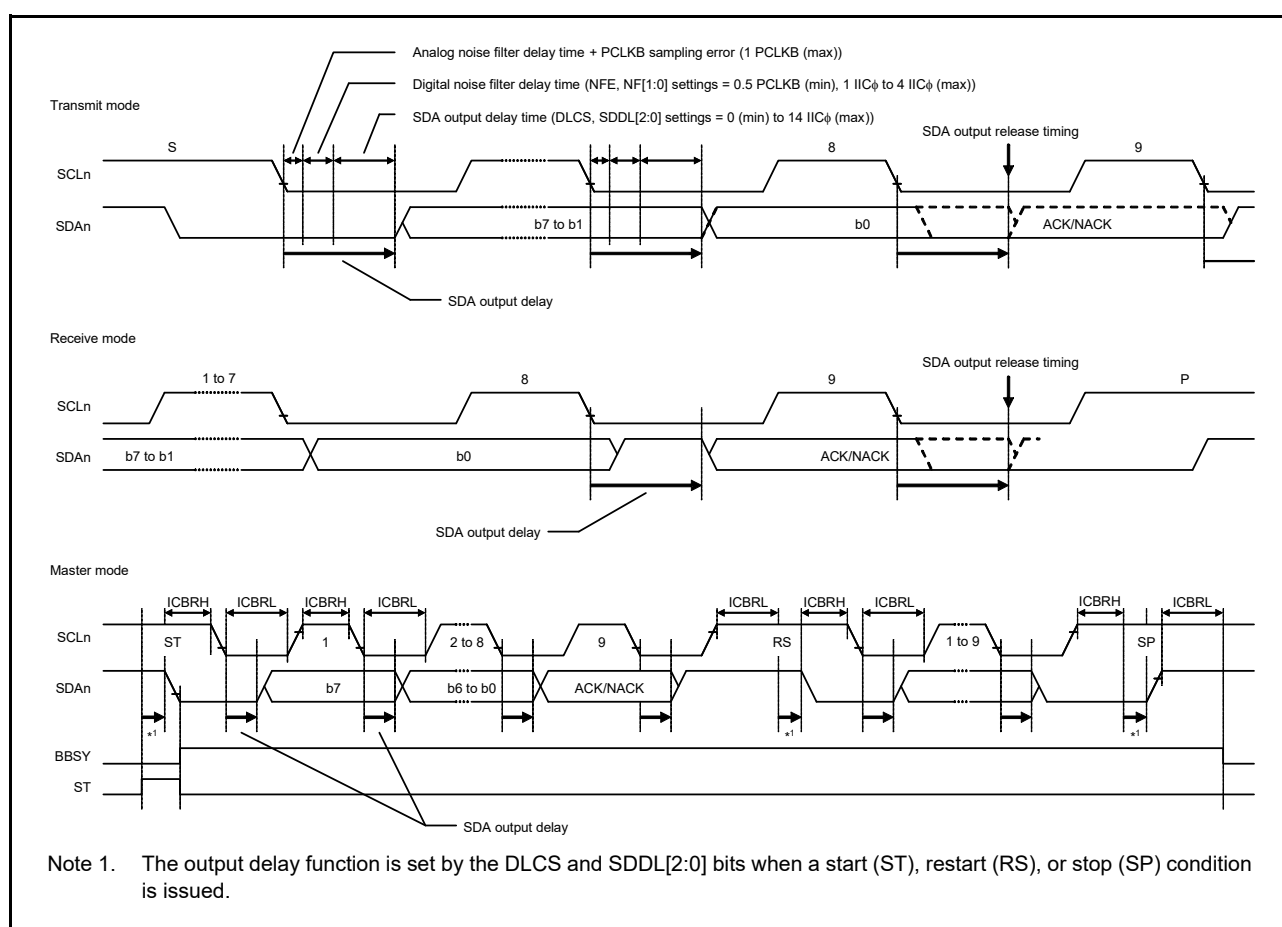 Analog noise filter delay time + PCLKB sampling error (1 PCLKB (max))
Digital noise filter delay time (NFE, NF[1:0] settings = 0.5 PCLKB (min), 1 IICφ to 4 IICφ (max))
Transmit mode
SDA output delay time (DLCS, SDDL[2:0] settings = 0 (min) to 14 IICφ (max))
SDA output release timing
S 8 9
SCLn
SDAn b7 to b1 b0 ACK/NACK
SDA output delay
Receive mode
SDA output release timing
1 to 7 8 9 P
SCLn
SDAn b7 to b1 b0 ACK/NACK
SDA output delay
Master mode
ICBRH ICBRL ICBRH ICBRL ICBRL ICBRH ICBRL ICBRH ICBRL
SCLn ST 1 2 to 8 9 RS 1 to 9 SP
SDAn b7 b6 to b0 ACK/NACK
*1 *1 *1
BBSY
ST
SDA output delay
Note 1. The output delay function is set by the DLCS and SDDL[2:0] bits when a start (ST), restart (RS), or stop (SP) condition
is issued.